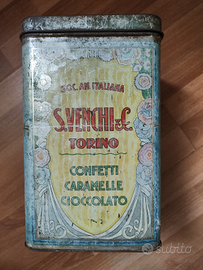 SOC. AN. ITALIANA
S. VENCHI & C.
TORINO
CONFETTI
CARAMELLE
CIOCCOLATO
subito